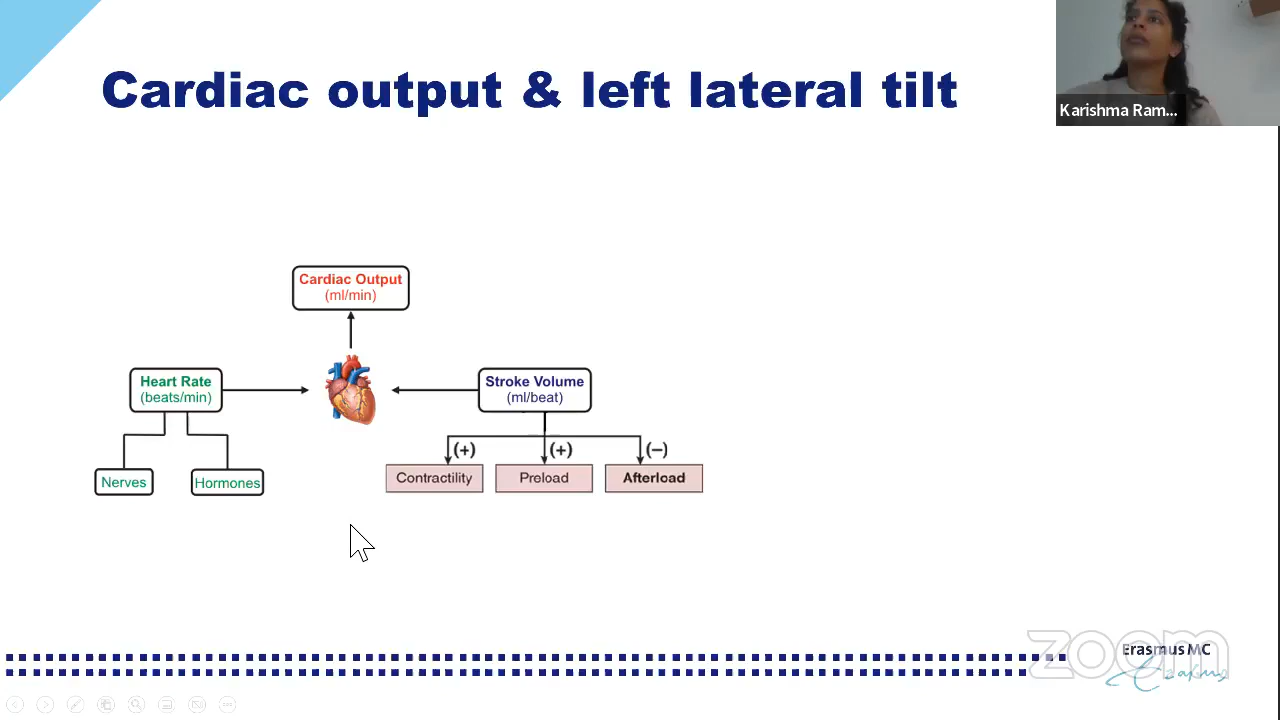 Cardiac output & left lateral tilt
Karishma Ram...
Cardiac Output
(ml/min)
Heart Rate
(beats/min)
Stroke Volume
(ml/beat)
(+)
(+)
(–)
Nerves
Hormones
Contractility
Preload
Afterload
zoom
Erasmus MC
Erasmus